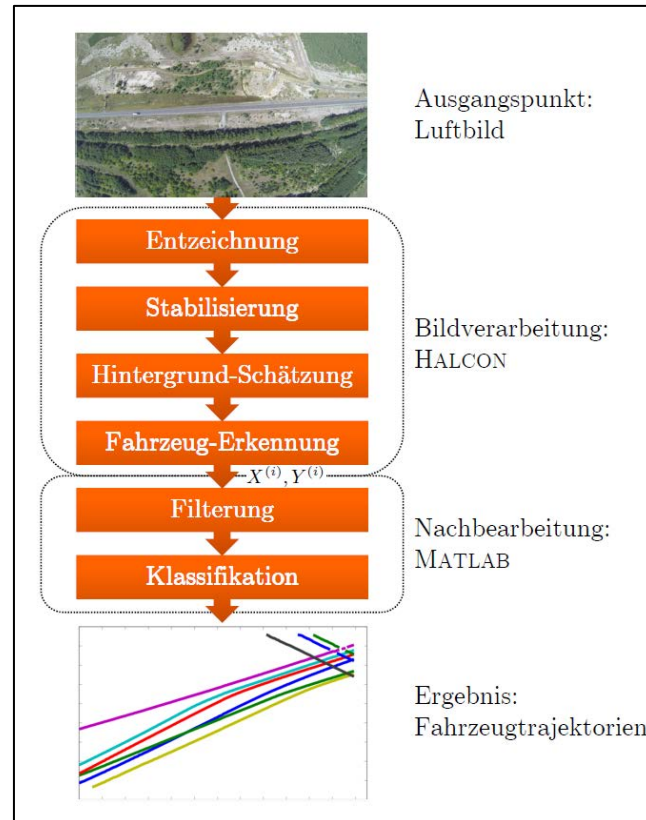 Ausgangspunkt:
Luftbild
Entzeichnung
Stabilisierung
Hintergrund-Schätzung
Fahrzeug-Erkennung
Bildverarbeitung:
HALCON
X^{(i)}, Y^{(i)}
Filterung
Klassifikation
Nachbearbeitung:
MATLAB
Ergebnis:
Fahrzeugtrajektorien